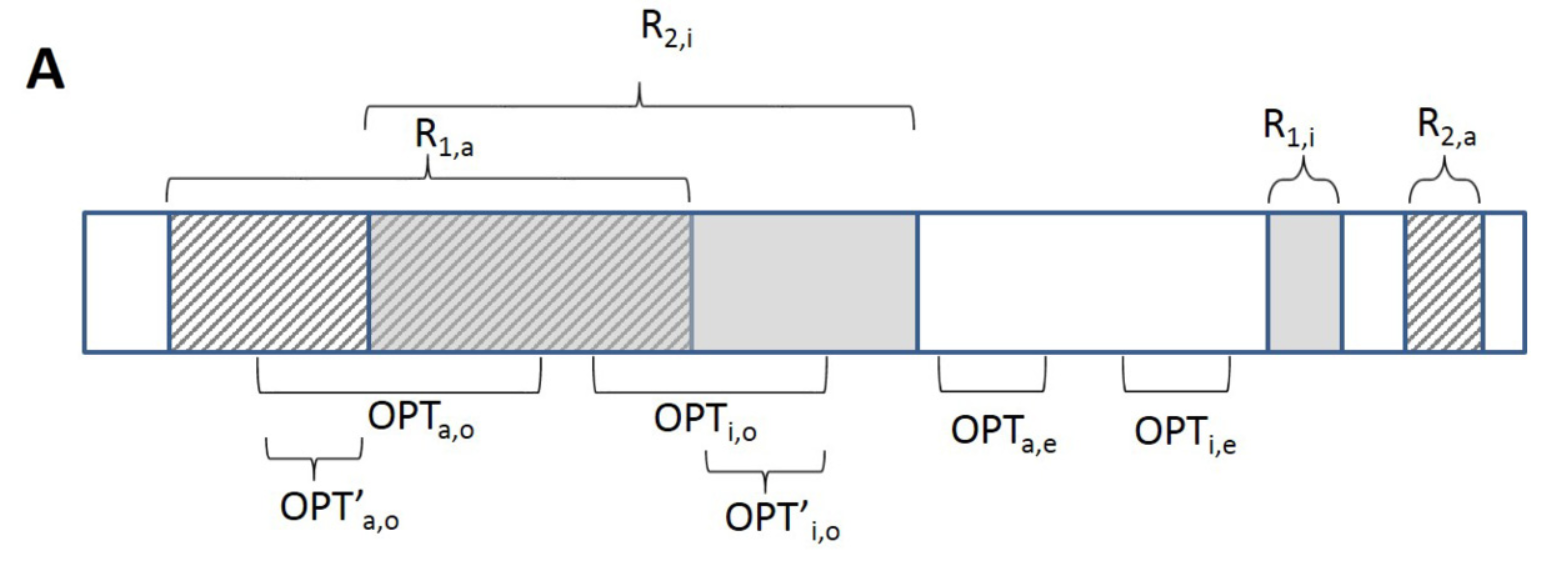 A
R2,i
R1,a
R1,i
R2,a
OPTa,o
OPTi,o
OPTa,e
OPTi,e
OPT’a,o
OPT’i,o